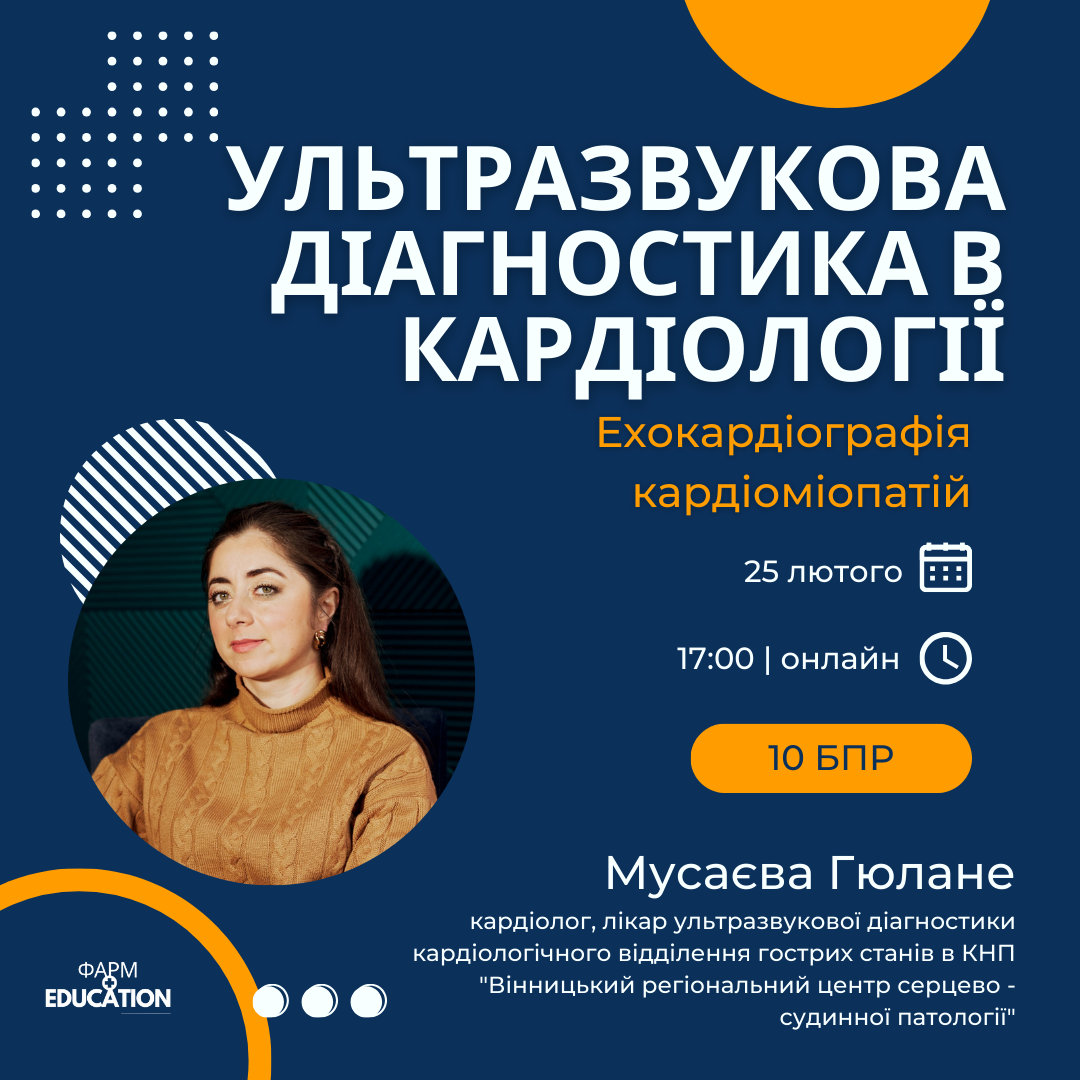 УЛЬТРАЗВУКОВА
ДІАГНОСТИКА В
КАРДІОЛОГІЇ
Ехокардіографія
кардіоміопатій
25 лютого
17:00 | онлайн
10 БПР
Мусаєва Гюлане
кардіолог, лікар ультразвукової діагностики
кардіологічного відділення гострих станів в КНП
"Вінницький регіональний центр серцево -
судинної патології"
ФАРМ
EDUCATION